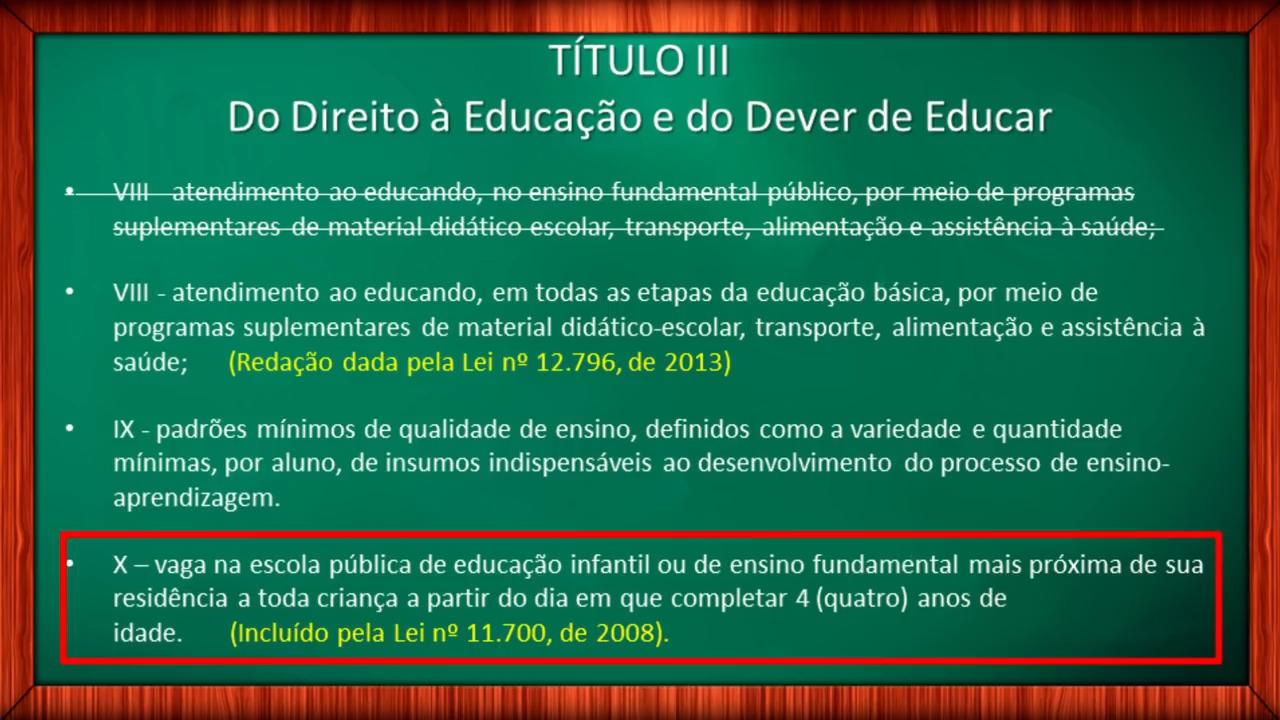 TÍTULO III
Do Direito à Educação e do Dever de Educar
• VIII - atendimento ao educando, no ensino fundamental público, por meio de programas
suplementares de material didático escolar, transporte, alimentação e assistência à saúde;
• VIII - atendimento ao educando, em todas as etapas da educação básica, por meio de
programas suplementares de material didático-escolar, transporte, alimentação e assistência à
saúde; (Redação dada pela Lei nº 12.796, de 2013)
• IX - padrões mínimos de qualidade de ensino, definidos como a variedade e quantidade
mínimas, por aluno, de insumos indispensáveis ao desenvolvimento do processo de ensino-
aprendizagem.
• X – vaga na escola pública de educação infantil ou de ensino fundamental mais próxima de sua
residência a toda criança a partir do dia em que completar 4 (quatro) anos de
idade. (Incluído pela Lei nº 11.700, de 2008).